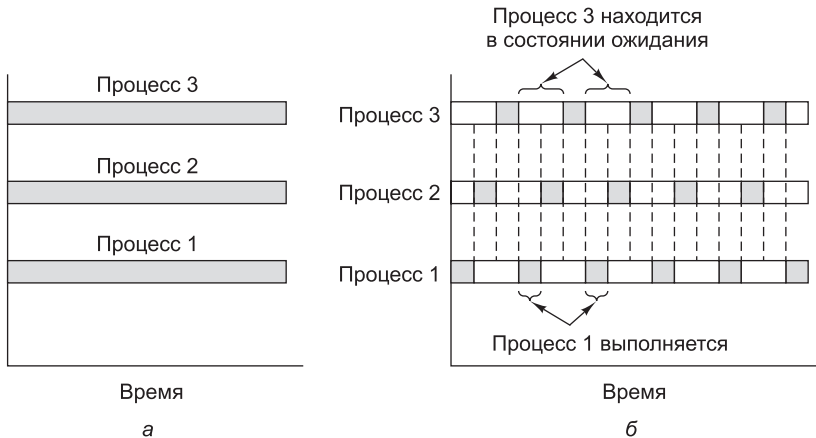 Процесс 3
Процесс 2
Процесс 1
Время
а
Процесс 3 находится
в состоянии ожидания
Процесс 3
Процесс 2
Процесс 1
Процесс 1 выполняется
Время
б